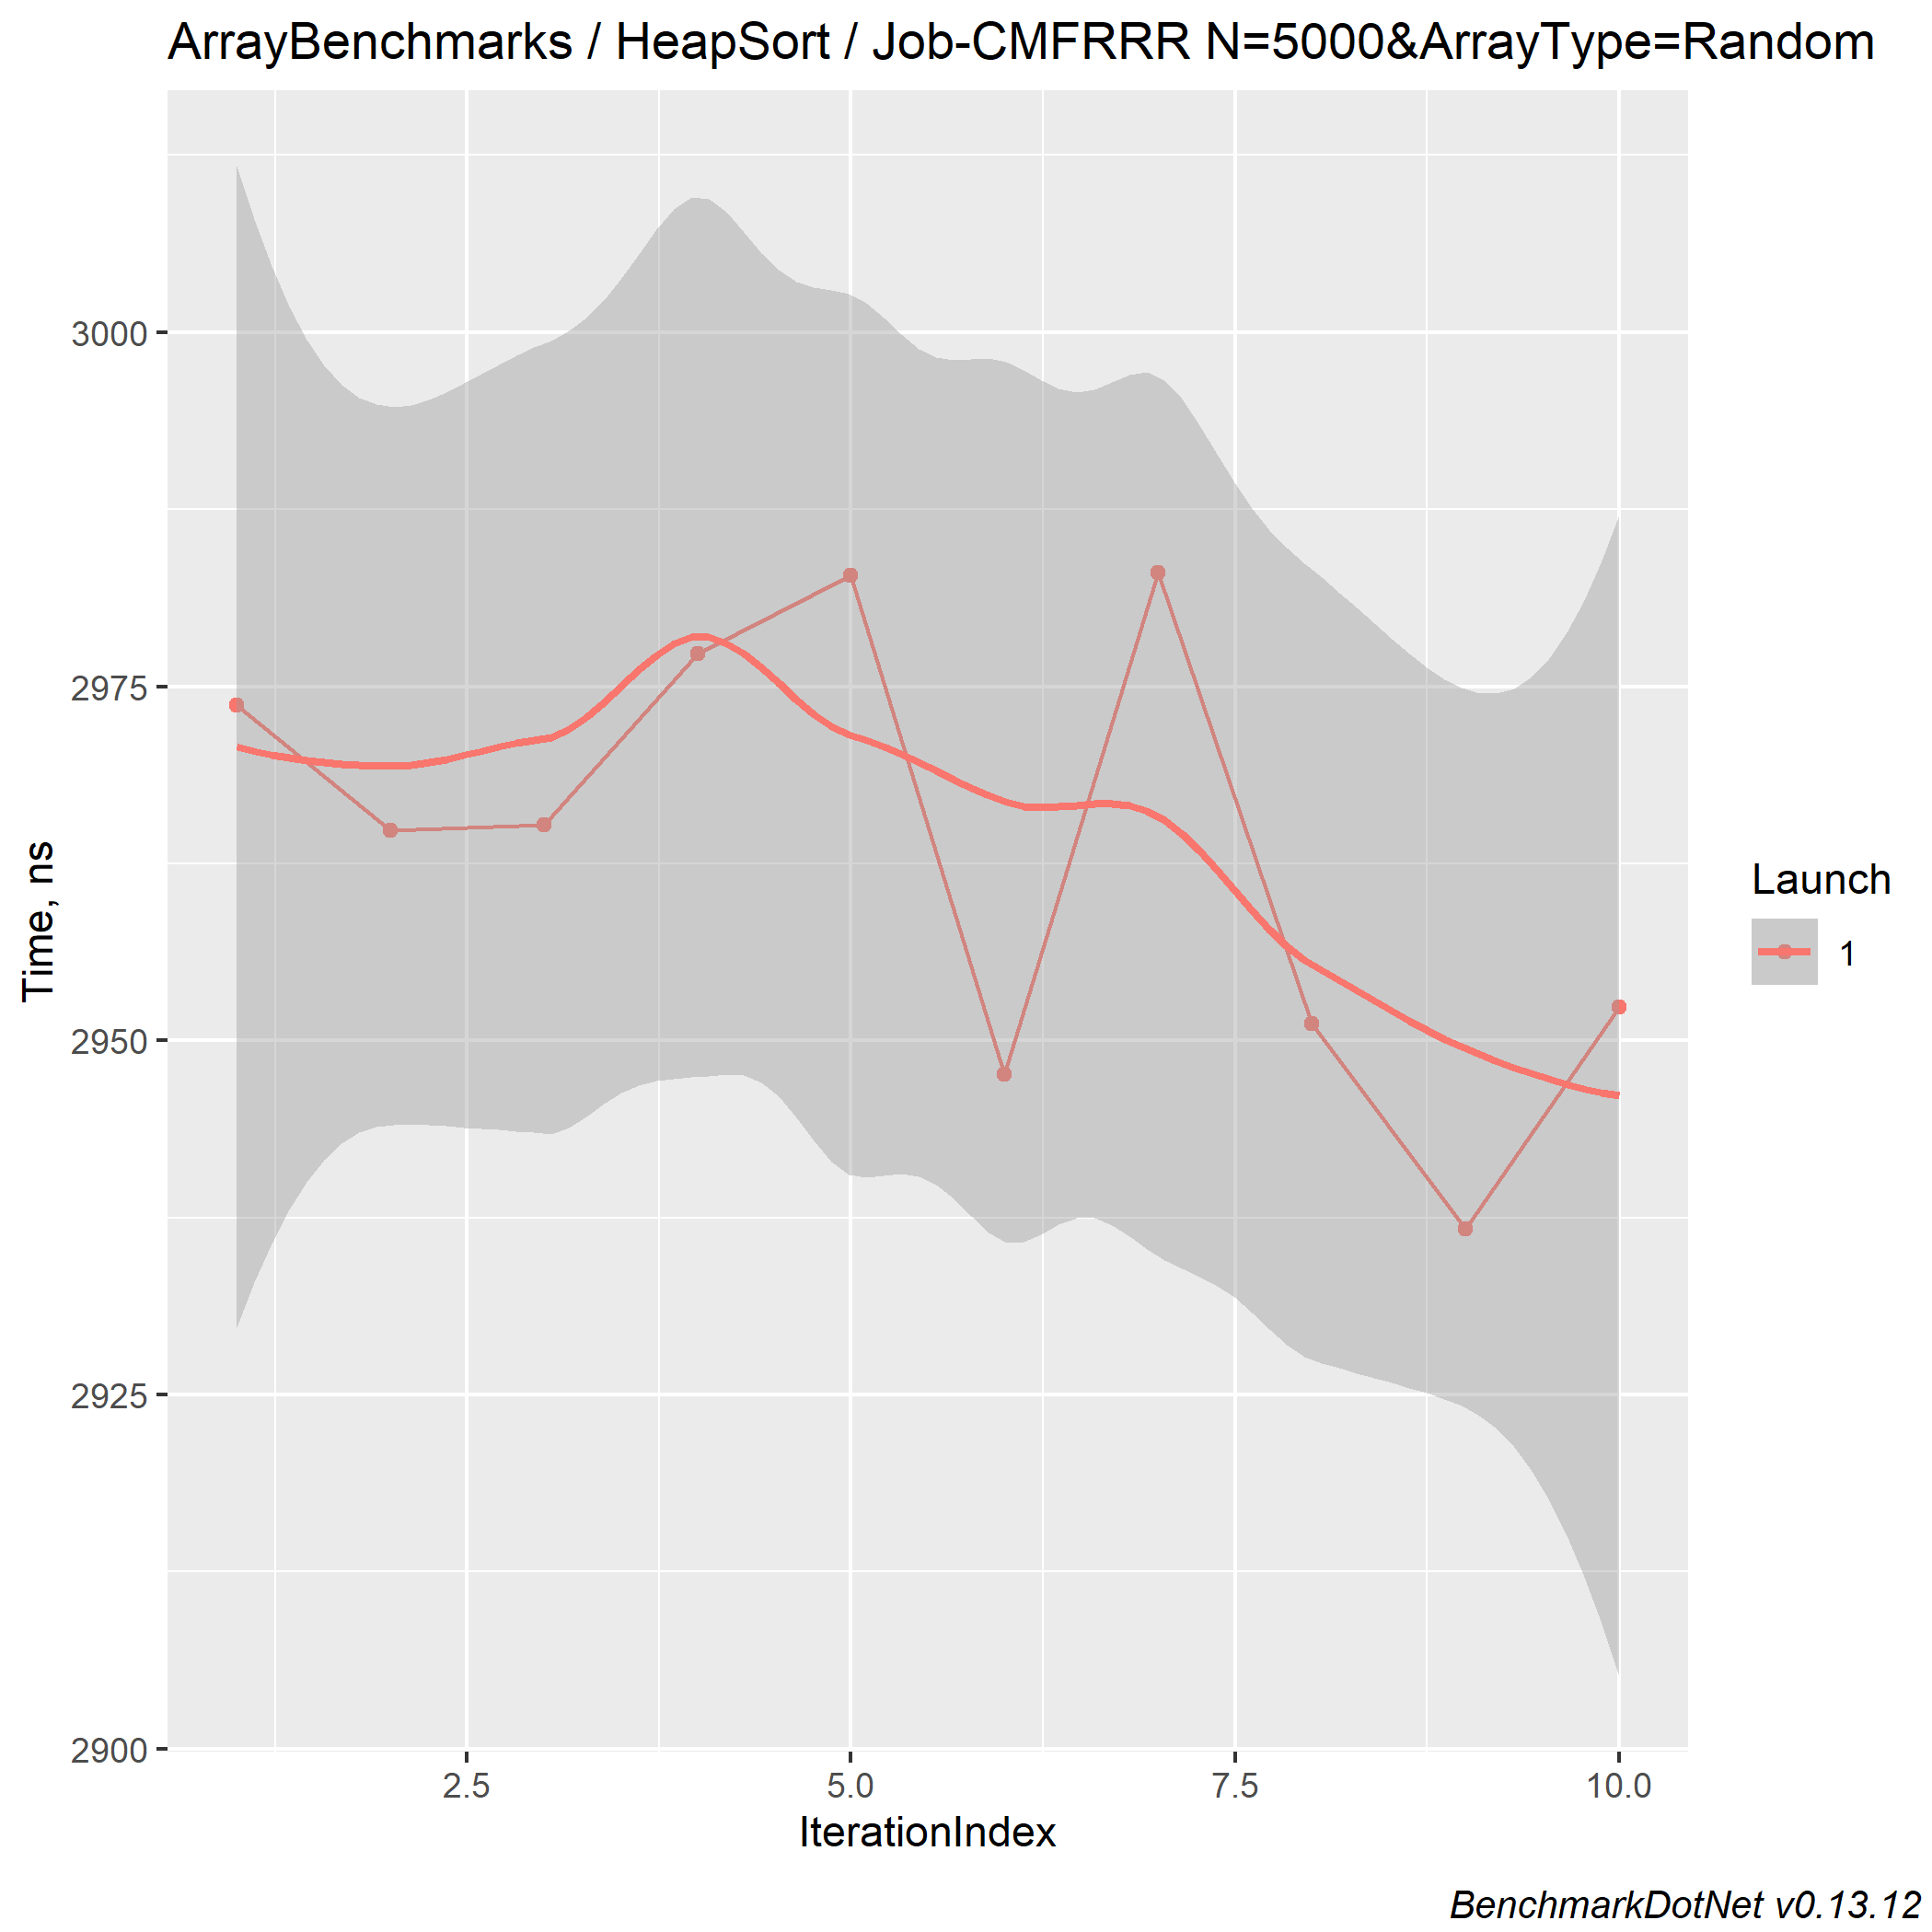 ArrayBenchmarks / HeapSort / Job-CMFRRR N=5000&ArrayType=Random
Time, ns
3000
2975
2950
2925
2900
2.5 5.0 7.5 10.0
IterationIndex
Launch
1
BenchmarkDotNet v0.13.12